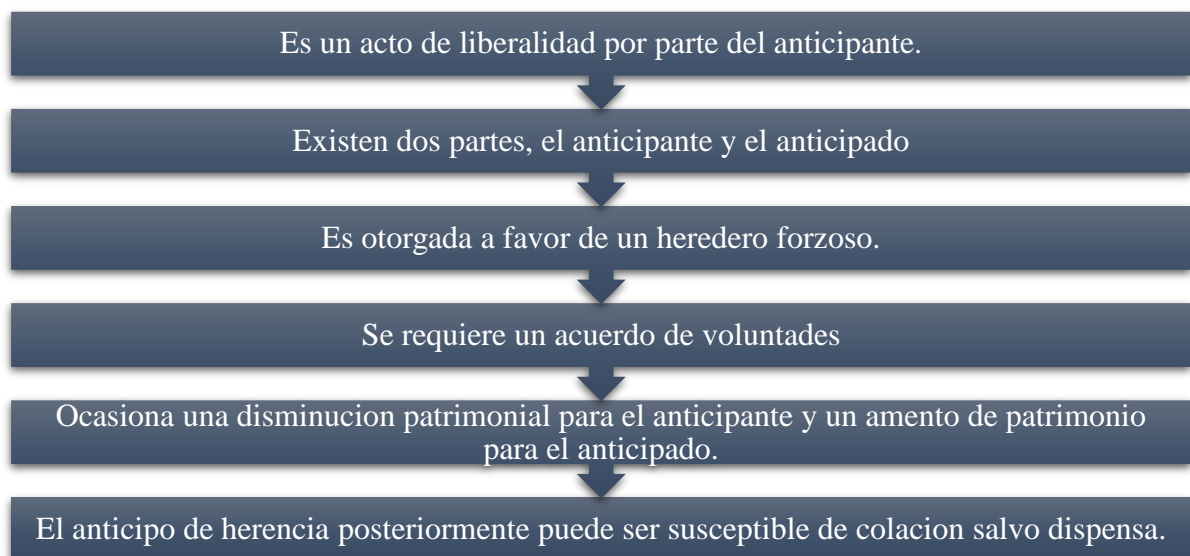 Es un acto de liberalidad por parte del anticipante.
Existen dos partes, el anticipante y el anticipado
Es otorgada a favor de un heredero forzoso.
Se requiere un acuerdo de voluntades
Ocasiona una disminucion patrimonial para el anticipante y un amento de patrimonio
para el anticipado.
El anticipo de herencia posteriormente puede ser susceptible de colacion salvo dispensa.